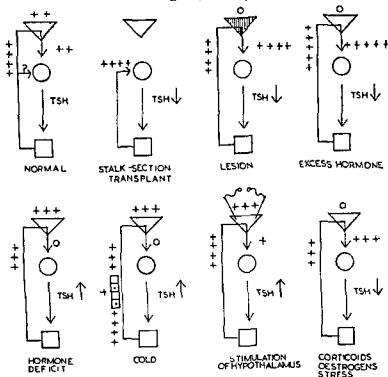 ++
++
++++
?
TSH
NORMAL
++++
TSH ↓
STALK-SECTION
TRANSPLANT
o
++++
++++
TSH ↓
LESION
o
++++
+++++
TSH ↓
EXCESS HORMONE
+++
o
+++
TSH ↑
HORMONE
DEFICIT
+++
o
TSH ↑
COLD
+++
+
+++
TSH ↑
STIMULATION
OF HYPOTHALAMUS
o
+++
+++
TSH ↓
CORTICOIDS
OESTROGENS
STRESS